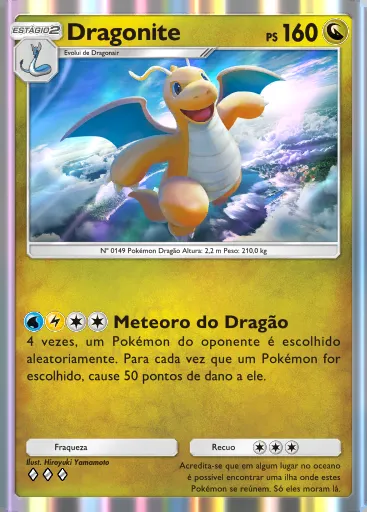 ESTÁGIO 2
Dragonite
PS 160
Evolui de Dragonair
Nº 0149 Pokémon Dragão Altura: 2,2 m Peso: 210,0 kg
Meteoro do Dragão
4 vezes, um Pokémon do oponente é escolhido
aleatoriamente. Para cada vez que um Pokémon for
escolhido, cause 50 pontos de dano a ele.
Fraqueza
Recuo
Ilust. Hiroyuki Yamamoto
Acredita-se que em algum lugar no oceano
é possível encontrar uma ilha onde estes
Pokémon se reúnem. Só eles moram lá.